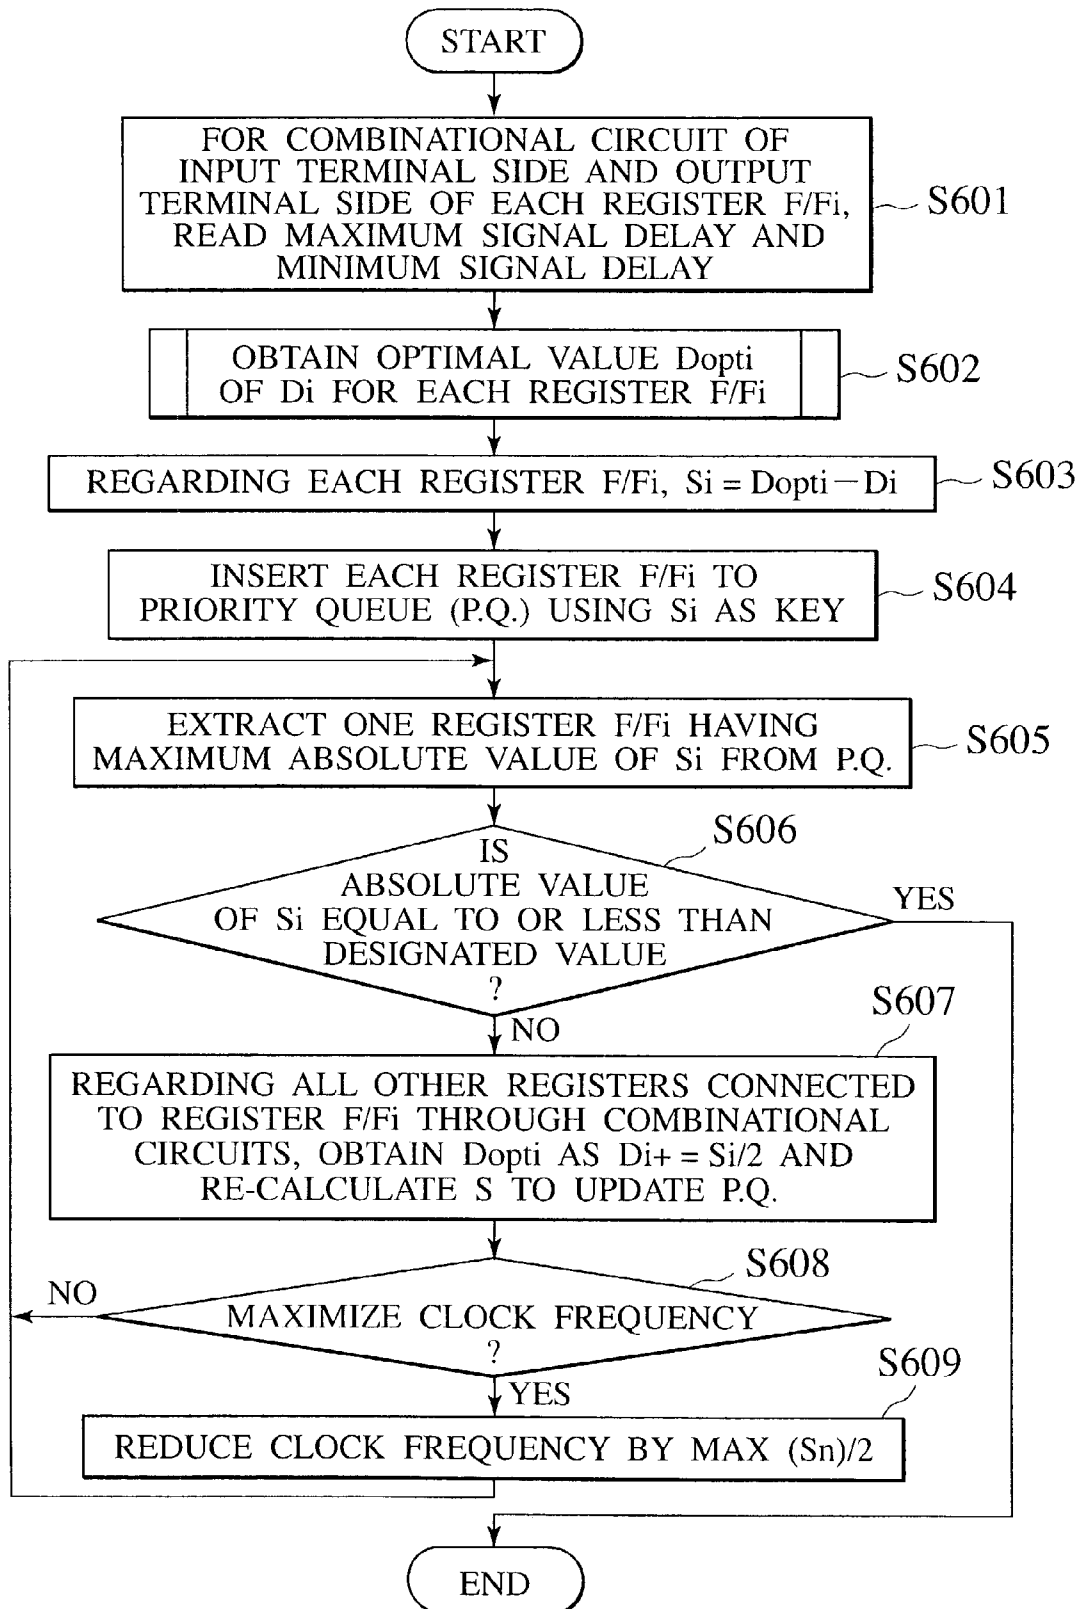 START
FOR COMBINATIONAL CIRCUIT OF
INPUT TERMINAL SIDE AND OUTPUT
TERMINAL SIDE OF EACH REGISTER F/Fi,
READ MAXIMUM SIGNAL DELAY AND
MINIMUM SIGNAL DELAY
S601
OBTAIN OPTIMAL VALUE Dopti
OF Di FOR EACH REGISTER F/Fi
S602
REGARDING EACH REGISTER F/Fi, Si = Dopti－Di
S603
INSERT EACH REGISTER F/Fi TO
PRIORITY QUEUE (P.Q.) USING Si AS KEY
S604
EXTRACT ONE REGISTER F/Fi HAVING
MAXIMUM ABSOLUTE VALUE OF Si FROM P.Q.
S605
S606
IS
ABSOLUTE VALUE
OF Si EQUAL TO OR LESS THAN
DESIGNATED VALUE
?
YES
NO
S607
REGARDING ALL OTHER REGISTERS CONNECTED
TO REGISTER F/Fi THROUGH COMBINATIONAL
CIRCUITS, OBTAIN Dopti AS Di+ = Si/2 AND
RE-CALCULATE S TO UPDATE P.Q.
S608
NO
MAXIMIZE CLOCK FREQUENCY
?
YES
S609
REDUCE CLOCK FREQUENCY BY MAX (Sn)/2
END